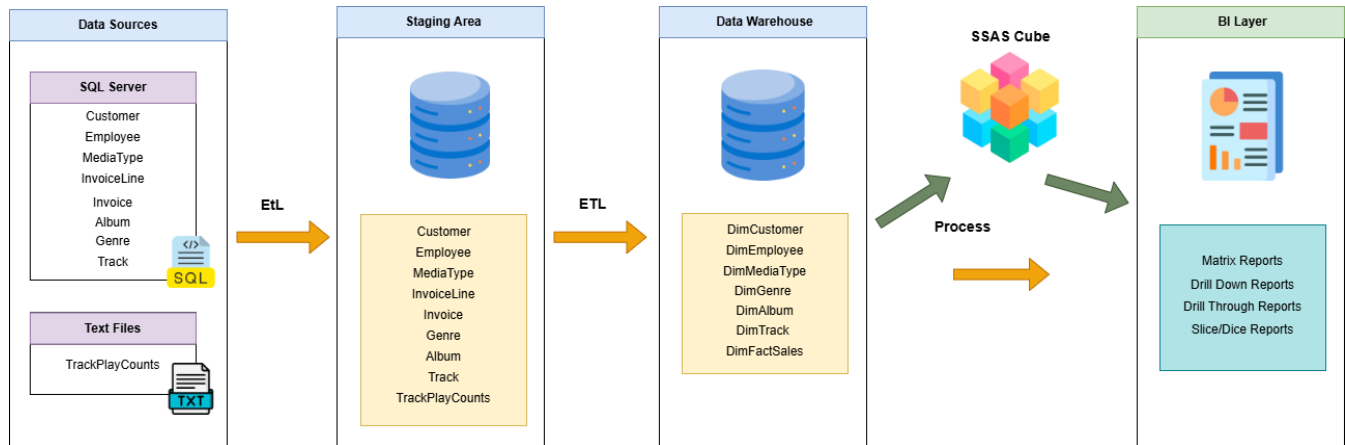 Data Sources
SQL Server
Customer
Employee
MediaType
InvoiceLine
Invoice
Album
Genre
Track
</>
SQL
Text Files
TrackPlayCounts
TXT
EtL
Staging Area
Customer
Employee
MediaType
InvoiceLine
Invoice
Genre
Album
Track
TrackPlayCounts
ETL
Data Warehouse
DimCustomer
DimEmployee
DimMediaType
DimGenre
DimAlbum
DimTrack
DimFactSales
SSAS Cube
Process
BI Layer
Matrix Reports
Drill Down Reports
Drill Through Reports
Slice/Dice Reports